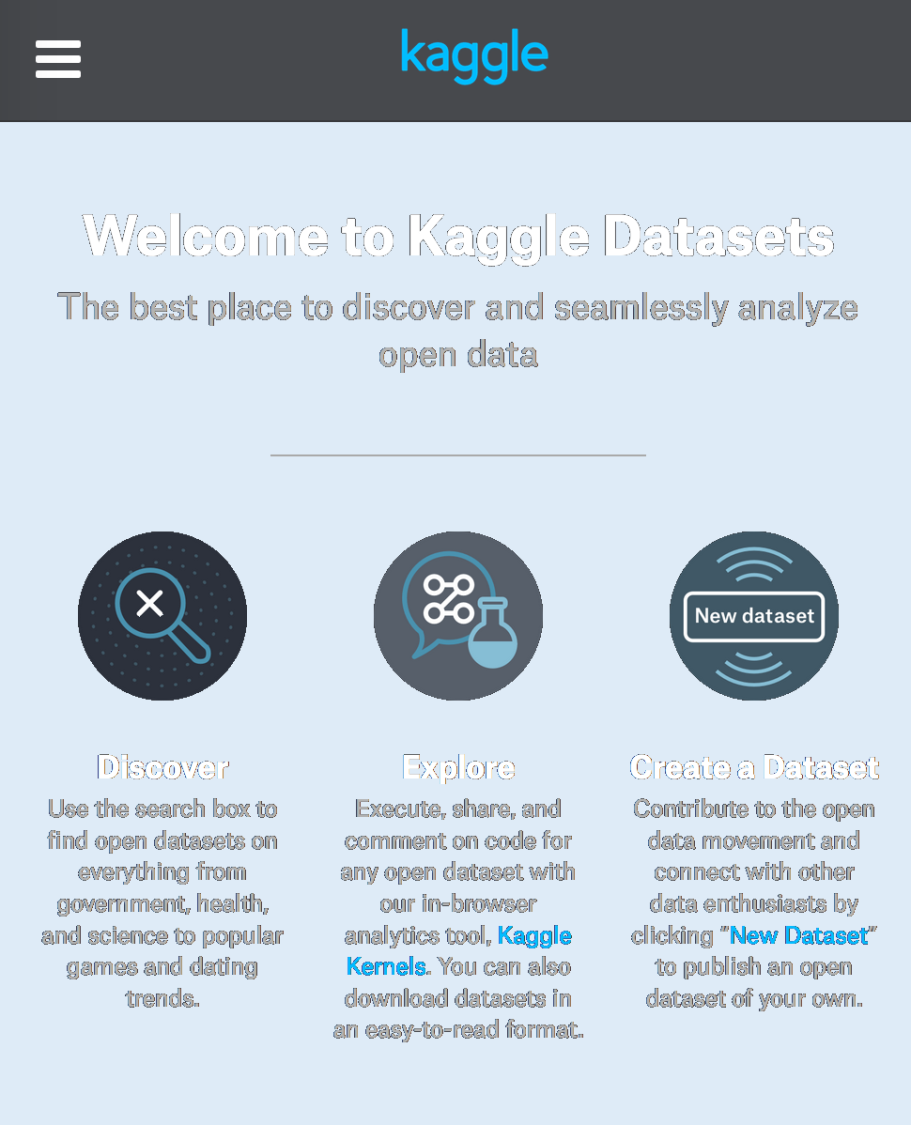 kaggle
Welcome to Kaggle Datasets
The best place to discover and seamlessly analyze
open data
New dataset
Discover
Use the search box to
find open datasets on
everything from
government, health,
and science to popular
games and dating
trends.
Explore
Execute, share, and
comment on code for
any open dataset with
our in-browser
analytics tool, Kaggle
Kernels. You can also
download datasets in
an easy-to-read format.
Create a Dataset
Contribute to the open
data movement and
connect with other
data enthusiasts by
clicking "New Dataset"
to publish an open
dataset of your own.